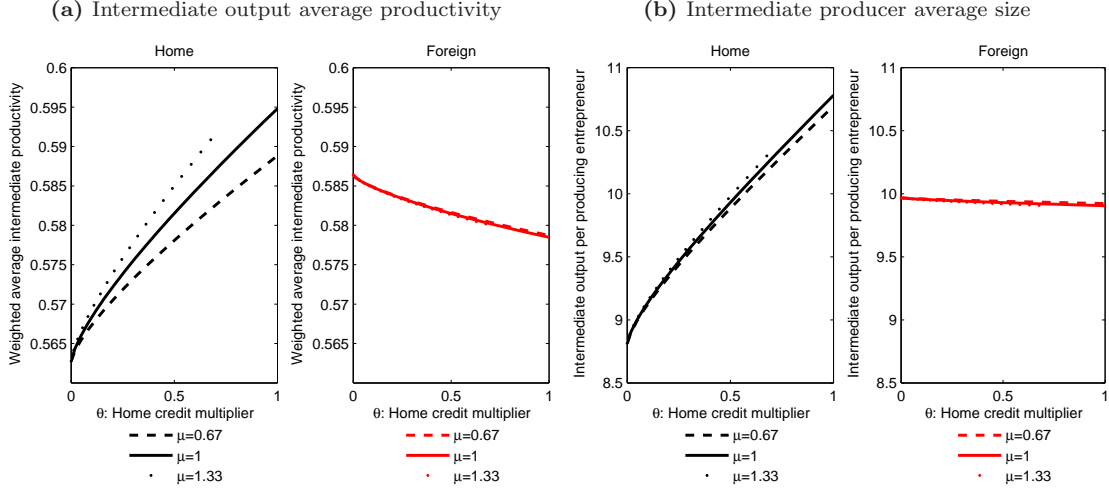 (a) Intermediate output average productivity
Home
Weighted average intermediate productivity
0.6
0.595
0.59
0.585
0.58
0.575
0.57
0.565
0
0.5
1
θ: Home credit multiplier
μ=0.67
μ=1
μ=1.33
Foreign
Weighted average intermediate productivity
0.6
0.595
0.59
0.585
0.58
0.575
0.57
0.565
0
0.5
1
θ: Home credit multiplier
μ=0.67
μ=1
μ=1.33
(b) Intermediate producer average size
Home
Intermediate output per producing entrepreneur
11
10.5
10
9.5
9
8.5
0
0.5
1
θ: Home credit multiplier
μ=0.67
μ=1
μ=1.33
Foreign
Intermediate output per producing entrepreneur
11
10.5
10
9.5
9
8.5
0
0.5
1
θ: Home credit multiplier
μ=0.67
μ=1
μ=1.33